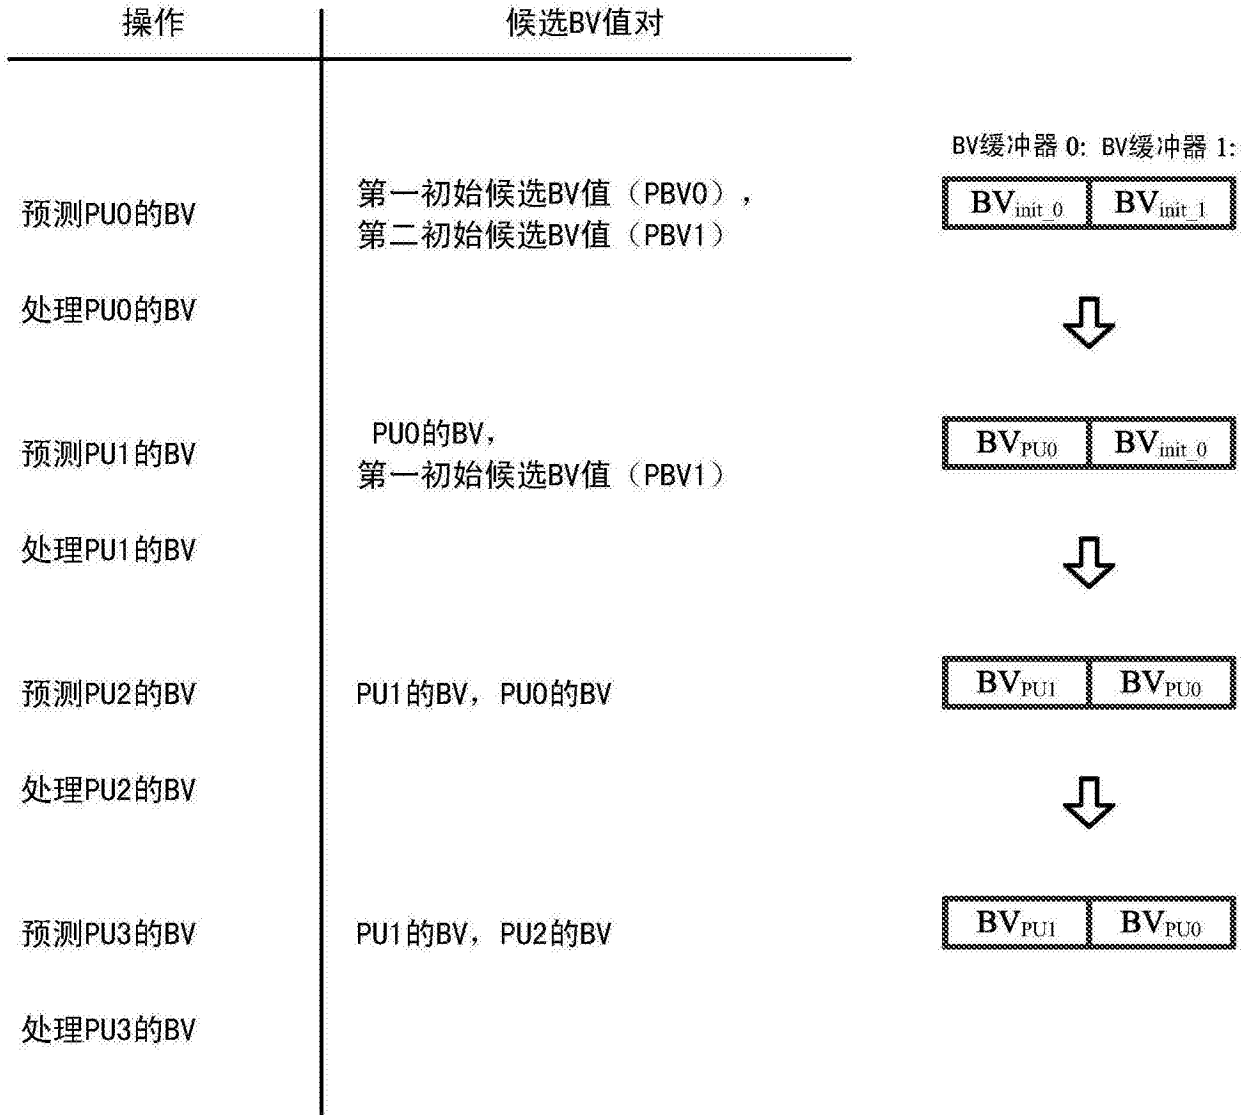 操作 候选BV值对
BV缓冲器 0: BV缓冲器 1:
预测PU0的BV
第一初始候选BV值（PBV0），
第二初始候选BV值（PBV1）
BVinit_0 BVinit_1
处理PU0的BV
预测PU1的BV
PU0的BV，
第一初始候选BV值（PBV1）
BVPU0 BVinit_0
处理PU1的BV
预测PU2的BV PU1的BV，PU0的BV BVPU1 BVPU0
处理PU2的BV
预测PU3的BV PU1的BV，PU2的BV BVPU1 BVPU0
处理PU3的BV